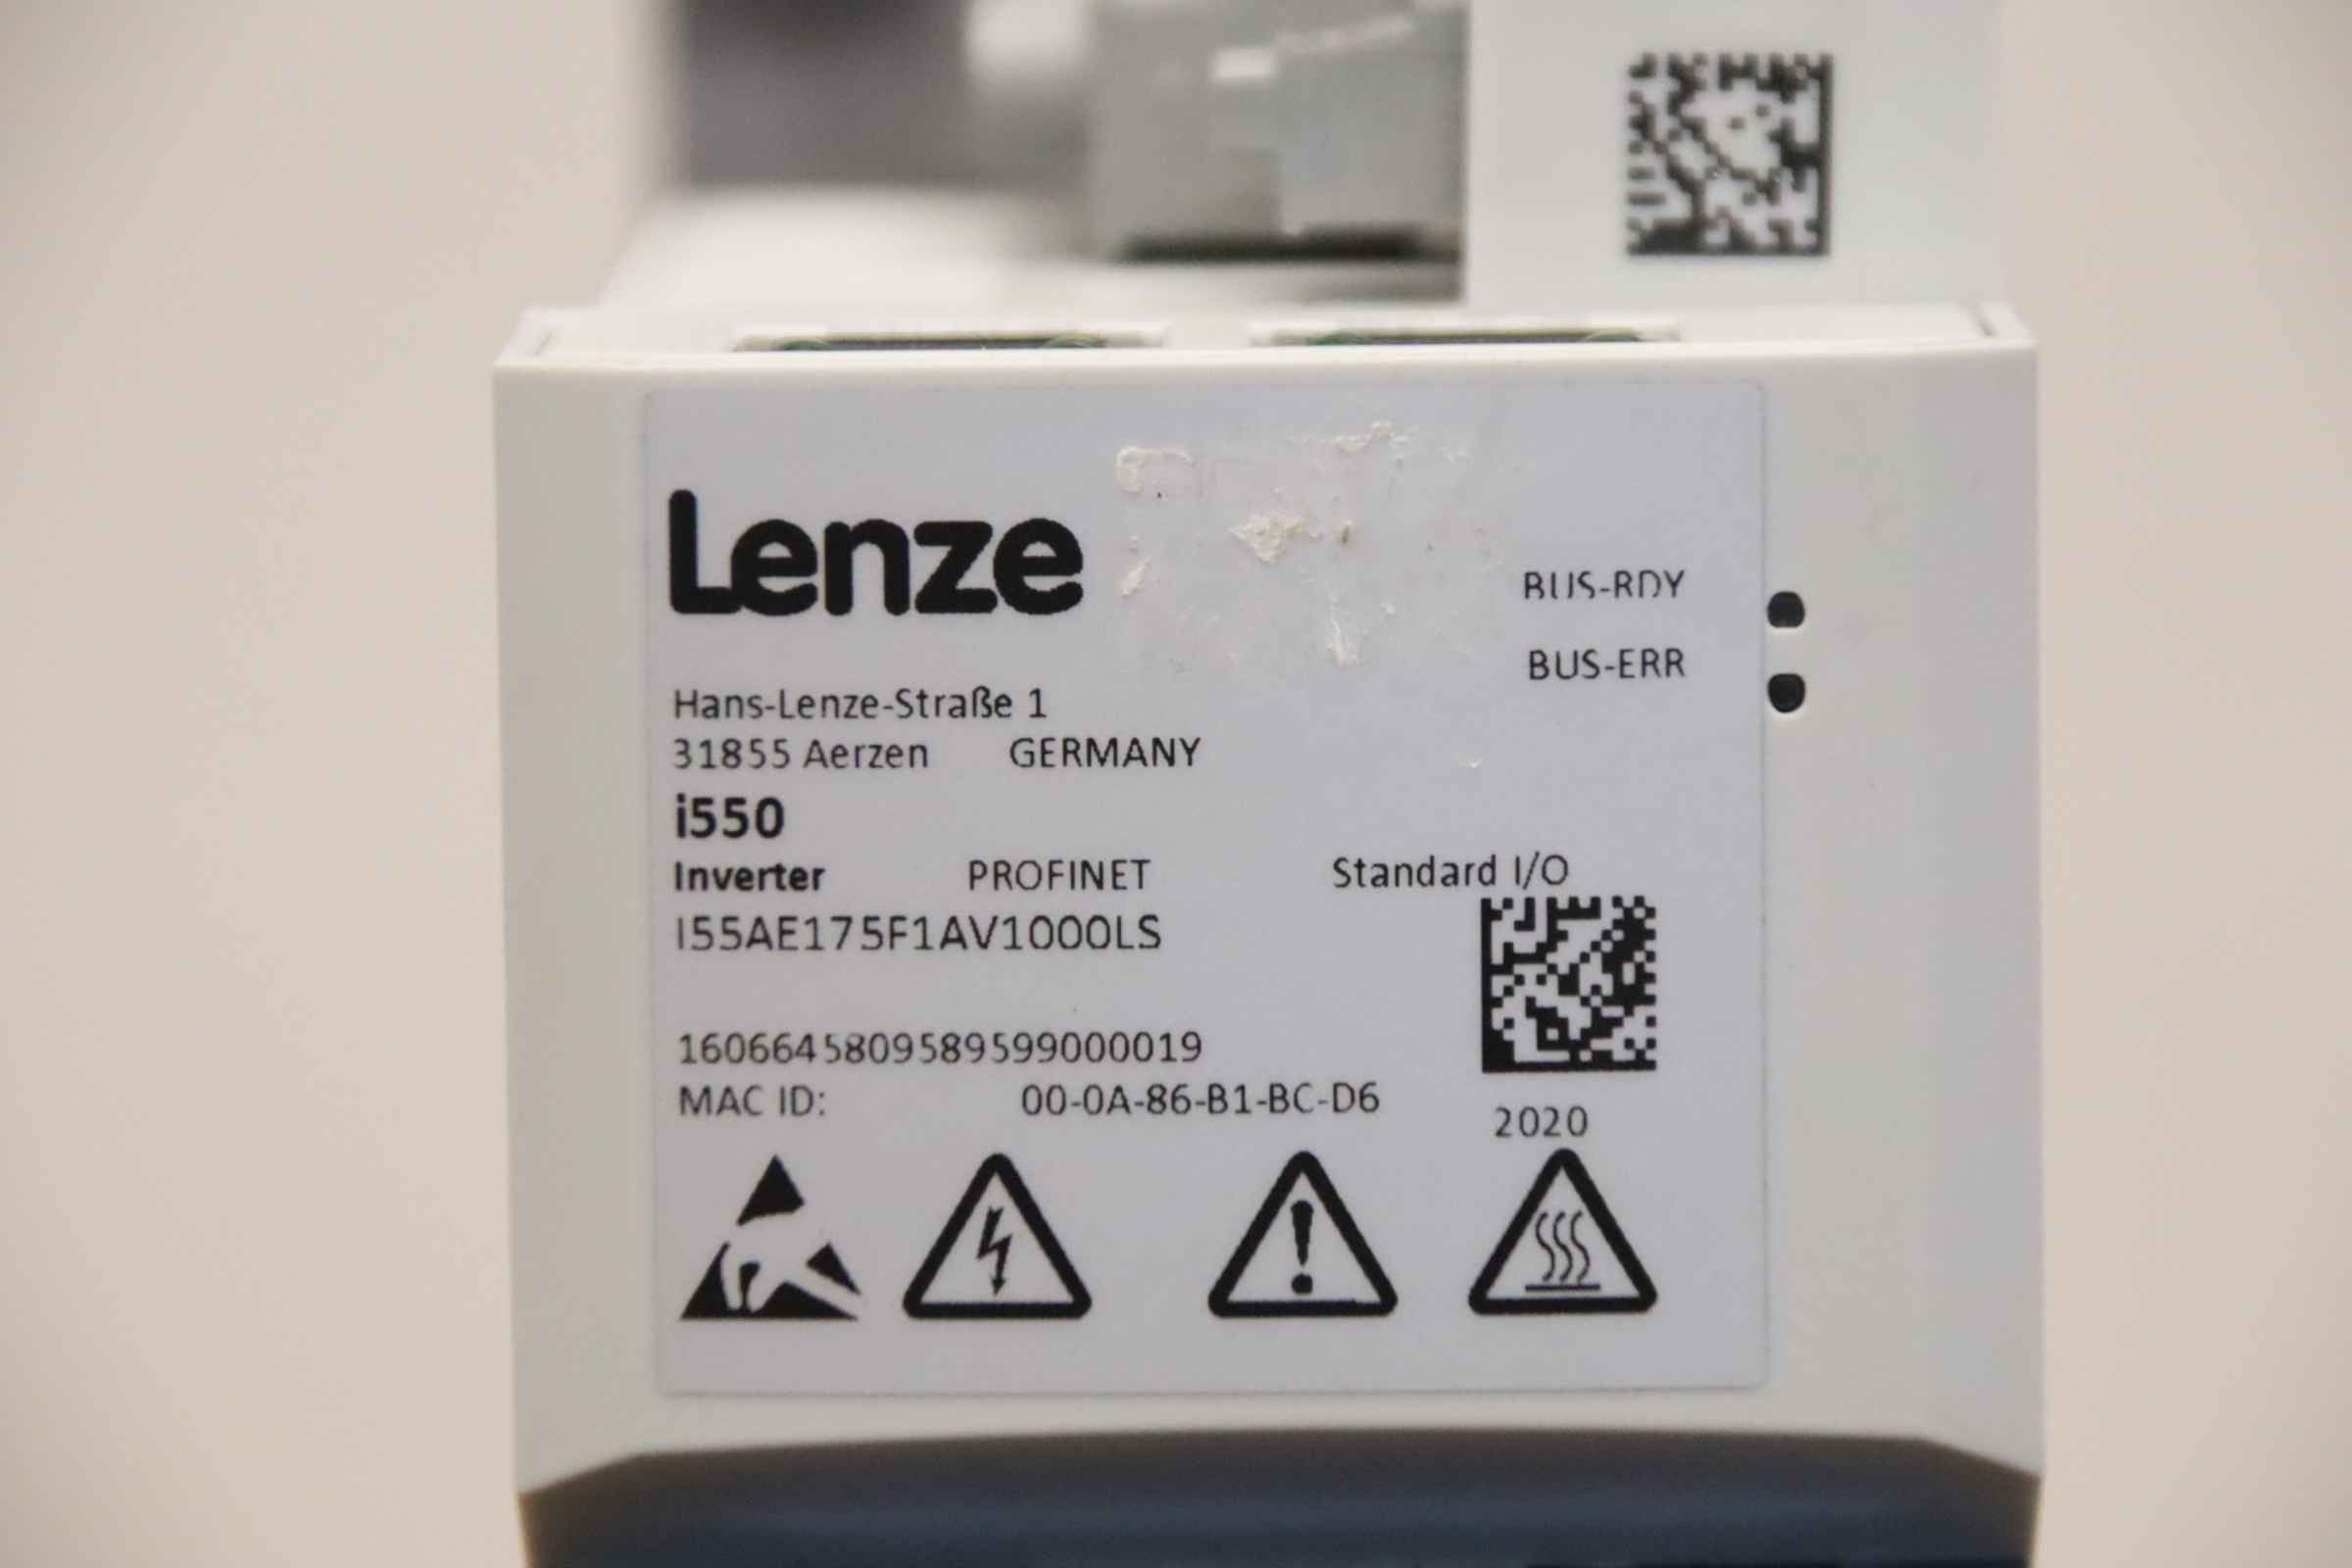 Lenze
BUS-RDY
BUS-ERR
Hans-Lenze-Straße 1
31855 Aerzen GERMANY
i550
Inverter PROFINET Standard I/O
I55AE175F1AV1000LS
1606645809589599000019
MAC ID: 00-0A-86-B1-BC-D6
2020